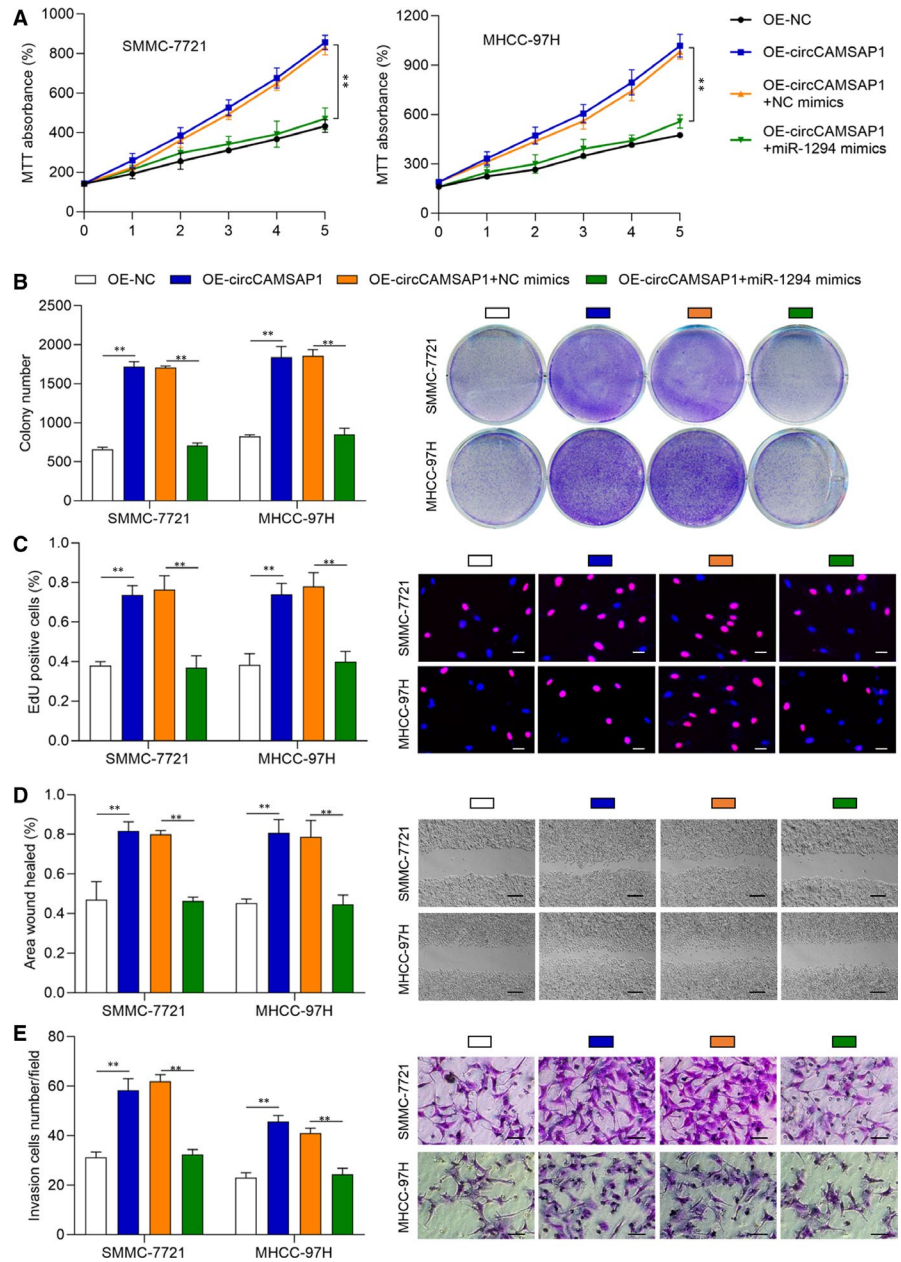 A
SMMC-7721
MTT absorbance (%)
1000
800
600
400
200
0
0 1 2 3 4 5
**
MHCC-97H
MTT absorbance (%)
1200
900
600
300
0
0 1 2 3 4 5
**
OE-NC
OE-circCAMSAP1
OE-circCAMSAP1
+NC mimics
OE-circCAMSAP1
+miR-1294 mimics
B
OE-NC OE-circCAMSAP1 OE-circCAMSAP1+NC mimics OE-circCAMSAP1+miR-1294 mimics
Colony number
2500
2000
1500
1000
500
0
** ** ** **
SMMC-7721 MHCC-97H
SMMC-7721
MHCC-97H
C
EdU positive cells (%)
1.0
0.8
0.6
0.4
0.2
0.0
** ** ** **
SMMC-7721 MHCC-97H
SMMC-7721
MHCC-97H
D
Area wound healed (%)
1.0
0.8
0.6
0.4
0.2
0.0
** ** ** **
SMMC-7721 MHCC-97H
SMMC-7721
MHCC-97H
E
Invasion cells number/field
80
60
40
20
0
** ** ** **
SMMC-7721 MHCC-97H
SMMC-7721
MHCC-97H